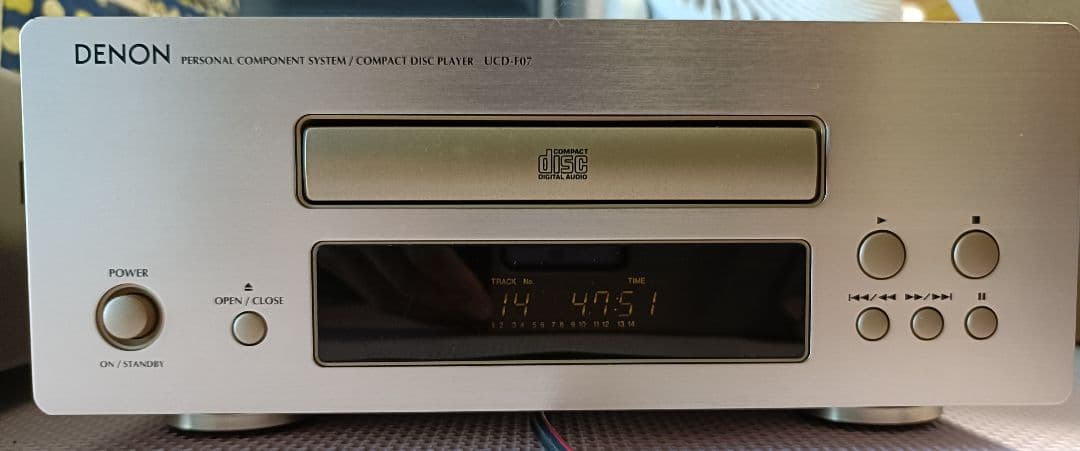 DENON PERSONAL COMPONENT SYSTEM / COMPACT DISC PLAYER UCD-F07
COMPACT
disc
DIGITAL AUDIO
POWER
ON / STANDBY
OPEN / CLOSE
TRACK No. TIME
14 47:51
1 2 3 4 5 6 7 8 9 10 11 12 13 14